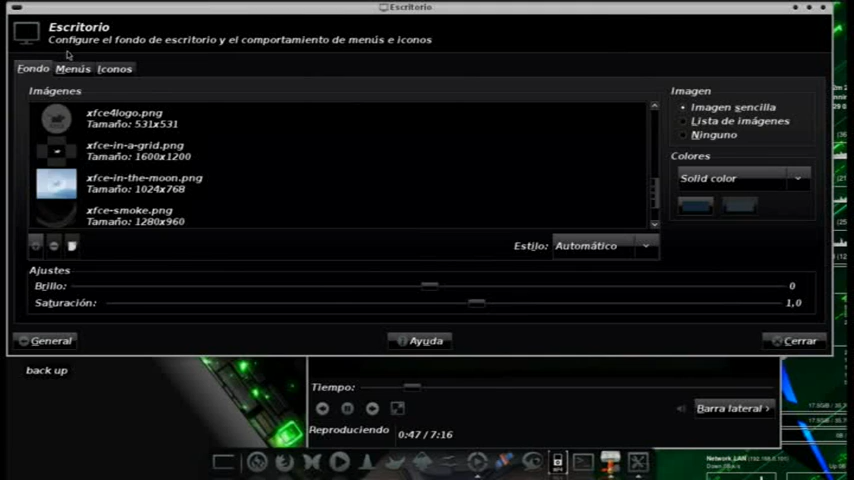 Escritorio
Escritorio
Configure el fondo de escritorio y el comportamiento de menús e iconos
Fondo Menús Iconos
Imágenes
xfce4logo.png
Tamaño: 531x531
xfce-in-a-grid.png
Tamaño: 1600x1200
xfce-in-the-moon.png
Tamaño: 1024x768
xfce-smoke.png
Tamaño: 1280x960
Imagen
Imagen sencilla
Lista de imágenes
Ninguno
Colores
Solid color
Estilo: Automático
Ajustes
Brillo: 0
Saturación: 1,0
General Ayuda Cerrar
back up
Tiempo:
Barra lateral
Reproduciendo 0:47 / 7:16
Network_LAN